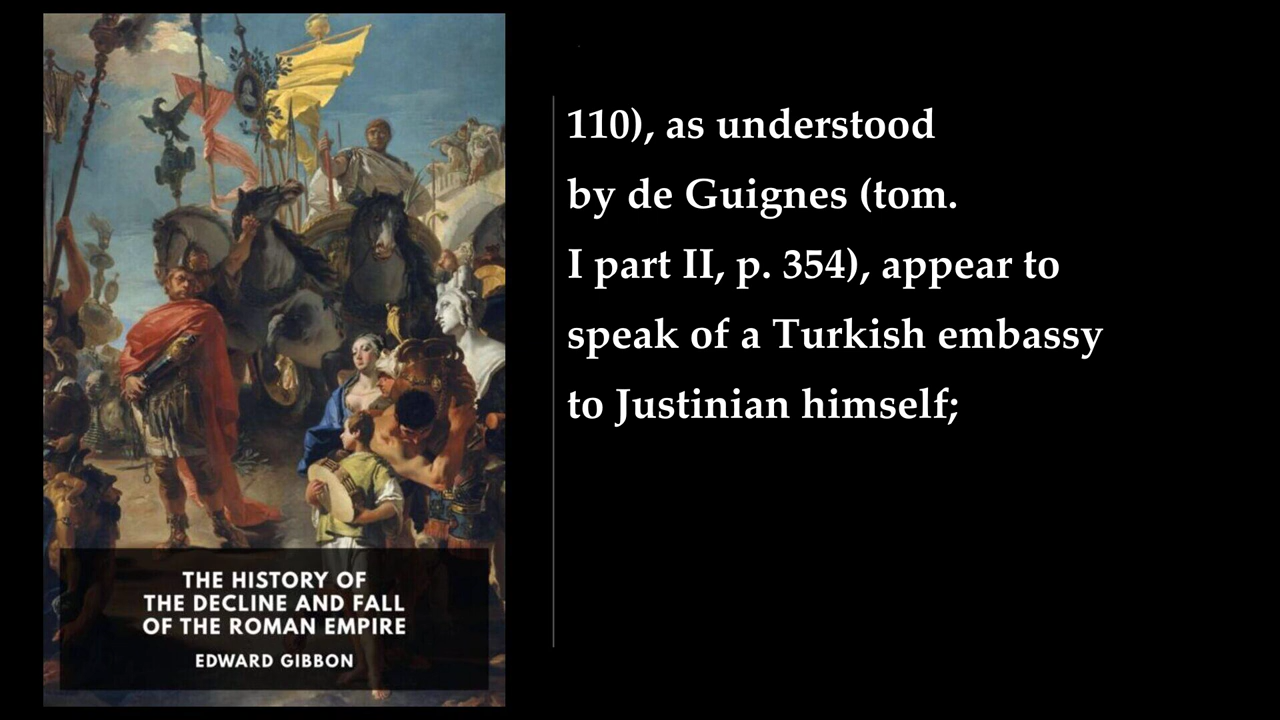 110), as understood
by de Guignes (tom.
I part II, p. 354), appear to
speak of a Turkish embassy
to Justinian himself;
THE HISTORY OF
THE DECLINE AND FALL
OF THE ROMAN EMPIRE
EDWARD GIBBON